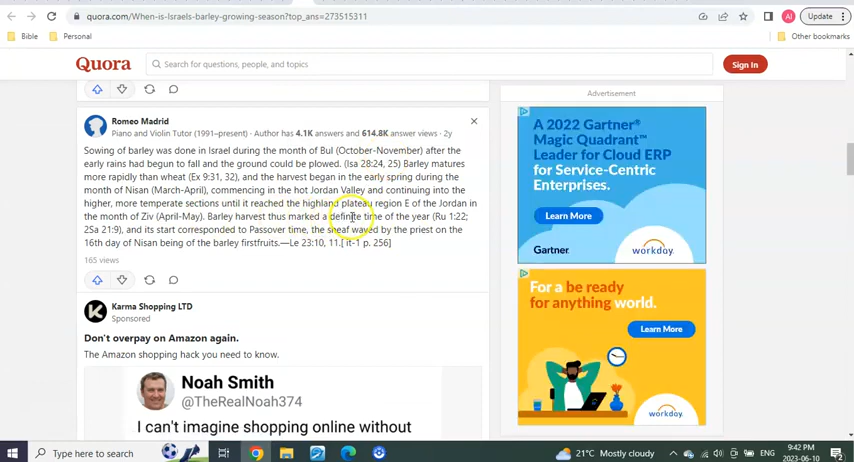 quora.com/When-is-Israels-barley-growing-season?top_ans=273515311
AI
Update
Bible
Personal
Other bookmarks
Quora
Search for questions, people, and topics
Sign In
Advertisement
Romeo Madrid
Piano and Violin Tutor (1991–present) · Author has 4.1K answers and 614.8K answer views · 2y
Sowing of barley was done in Israel during the month of Bul (October-November) after the
early rains had begun to fall and the ground could be plowed. (Isa 28:24, 25) Barley matures
more rapidly than wheat (Ex 9:31, 32), and the harvest began in the early spring during the
month of Nisan (March-April), commencing in the hot Jordan Valley and continuing into the
higher, more temperate sections until it reached the highland plateau region E of the Jordan in
the month of Ziv (April-May). Barley harvest thus marked a definite time of the year (Ru 1:22;
2Sa 21:9), and its start corresponded to Passover time, the sheaf waved by the priest on the
16th day of Nisan being of the barley firstfruits.—Le 23:10, 11.[ it-1 p. 256]
165 views
Karma Shopping LTD
Sponsored
Don't overpay on Amazon again.
The Amazon shopping hack you need to know.
Noah Smith
@TheRealNoah374
I can't imagine shopping online without
A 2022 Gartner®
Magic Quadrant™
Leader for Cloud ERP
for Service-Centric
Enterprises.
Learn More
Gartner
workday.
For a be ready
for anything world.
Learn More
workday.
Type here to search
21°C Mostly cloudy
ENG
9:42 PM
2023-06-10
2